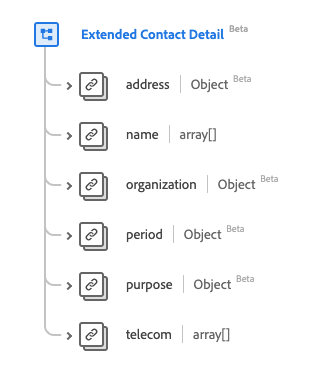 Extended Contact Detail Beta
address Object Beta
name array[]
organization Object Beta
period Object Beta
purpose Object Beta
telecom array[]